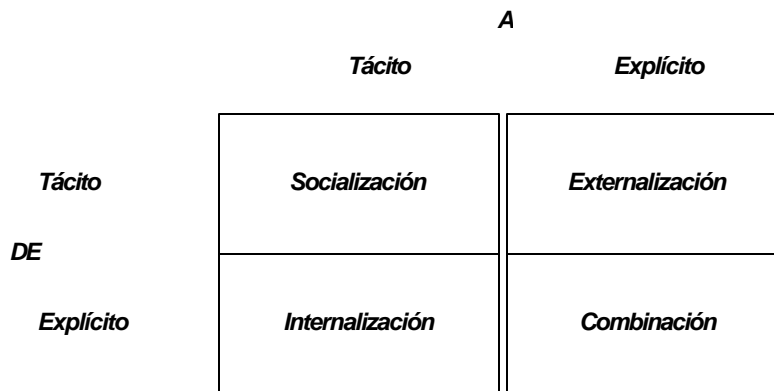 A
Tácito Explícito
Tácito Socialización Externalización
DE
Explícito Internalización Combinación